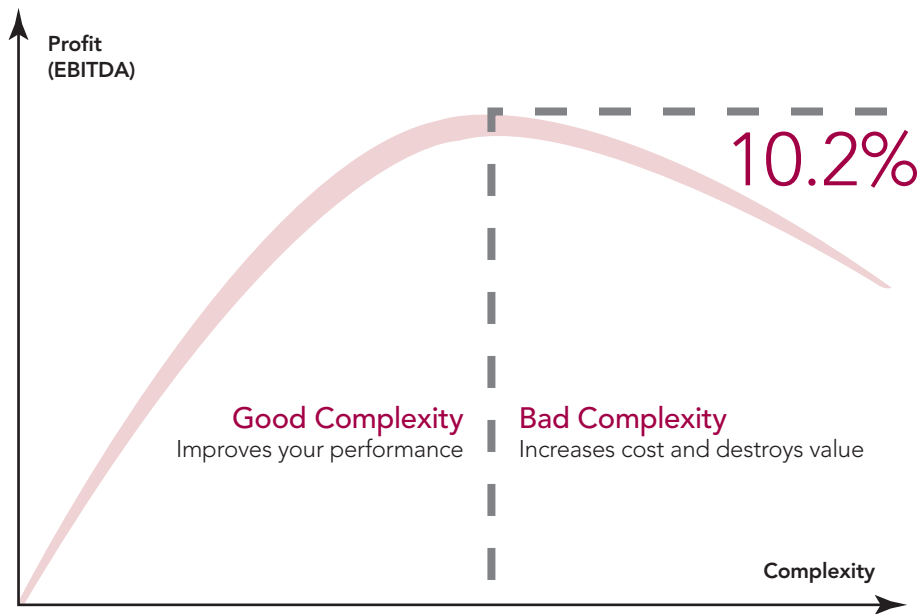 Profit
(EBITDA)
10.2%
Good Complexity
Improves your performance
Bad Complexity
Increases cost and destroys value
Complexity